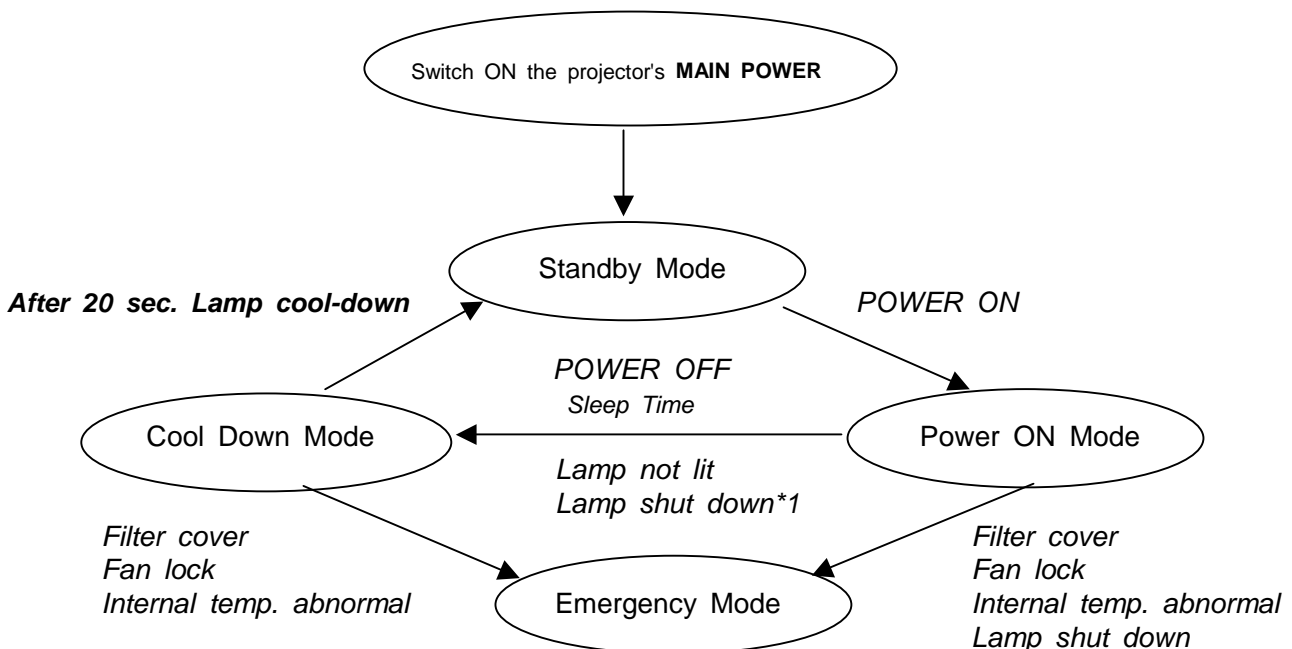 Switch ON the projector's MAIN POWER
Standby Mode
After 20 sec. Lamp cool-down
POWER ON
POWER OFF
Sleep Time
Cool Down Mode
Power ON Mode
Lamp not lit
Lamp shut down*1
Filter cover
Fan lock
Internal temp. abnormal
Emergency Mode
Filter cover
Fan lock
Internal temp. abnormal
Lamp shut down